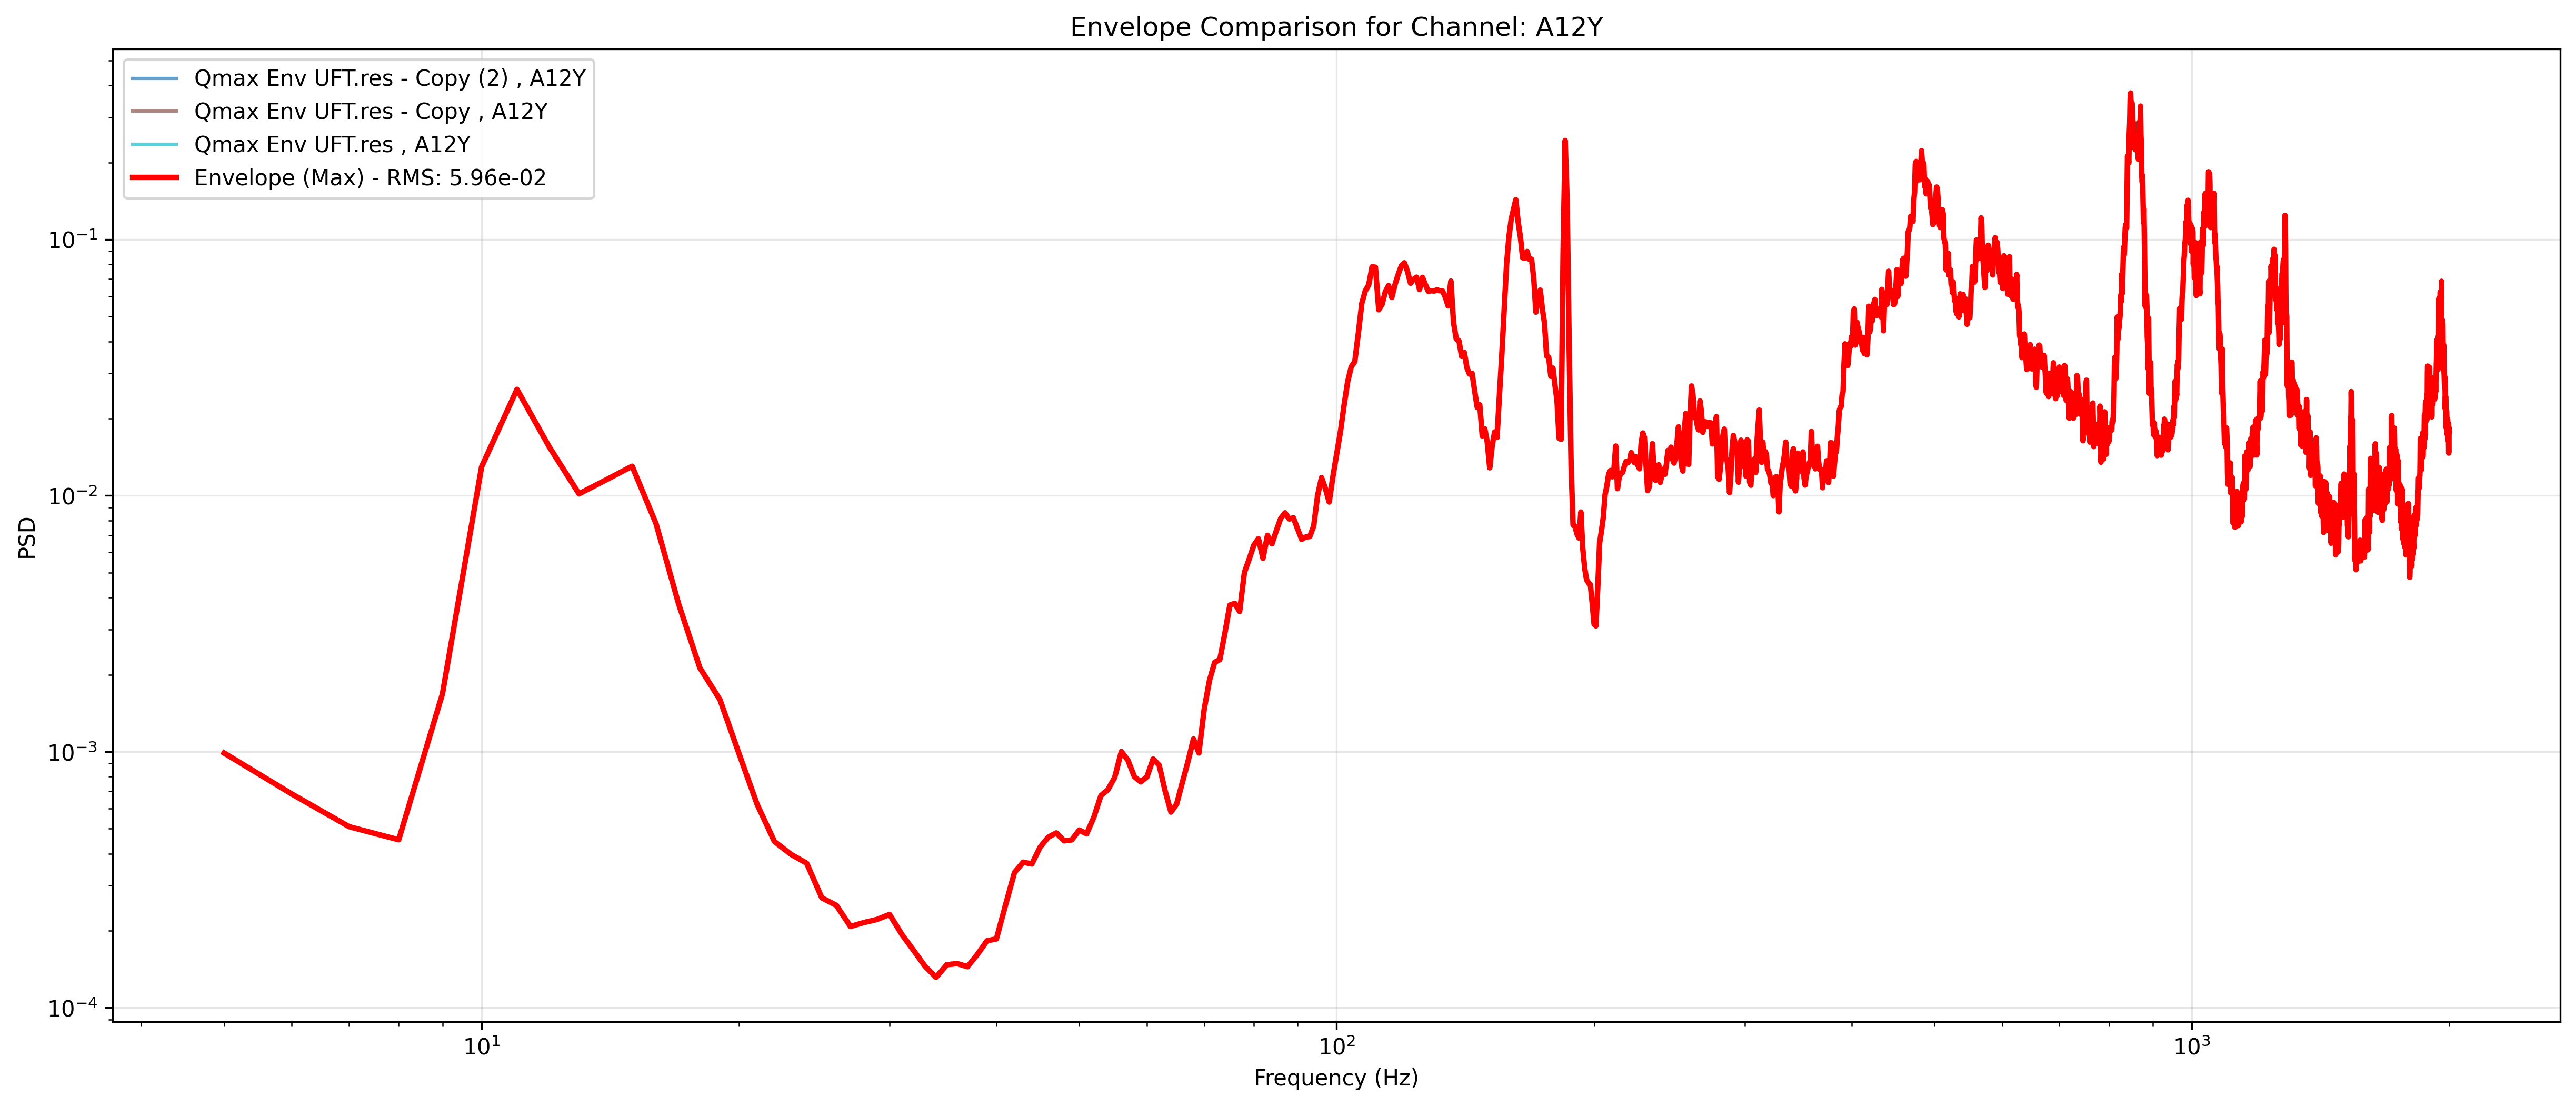 Envelope Comparison for Channel: A12Y
Qmax Env UFT.res - Copy (2) , A12Y
Qmax Env UFT.res - Copy , A12Y
Qmax Env UFT.res , A12Y
Envelope (Max) - RMS: 5.96e-02
PSD
10⁻¹
10⁻²
10⁻³
10⁻⁴
10¹
10²
10³
Frequency (Hz)